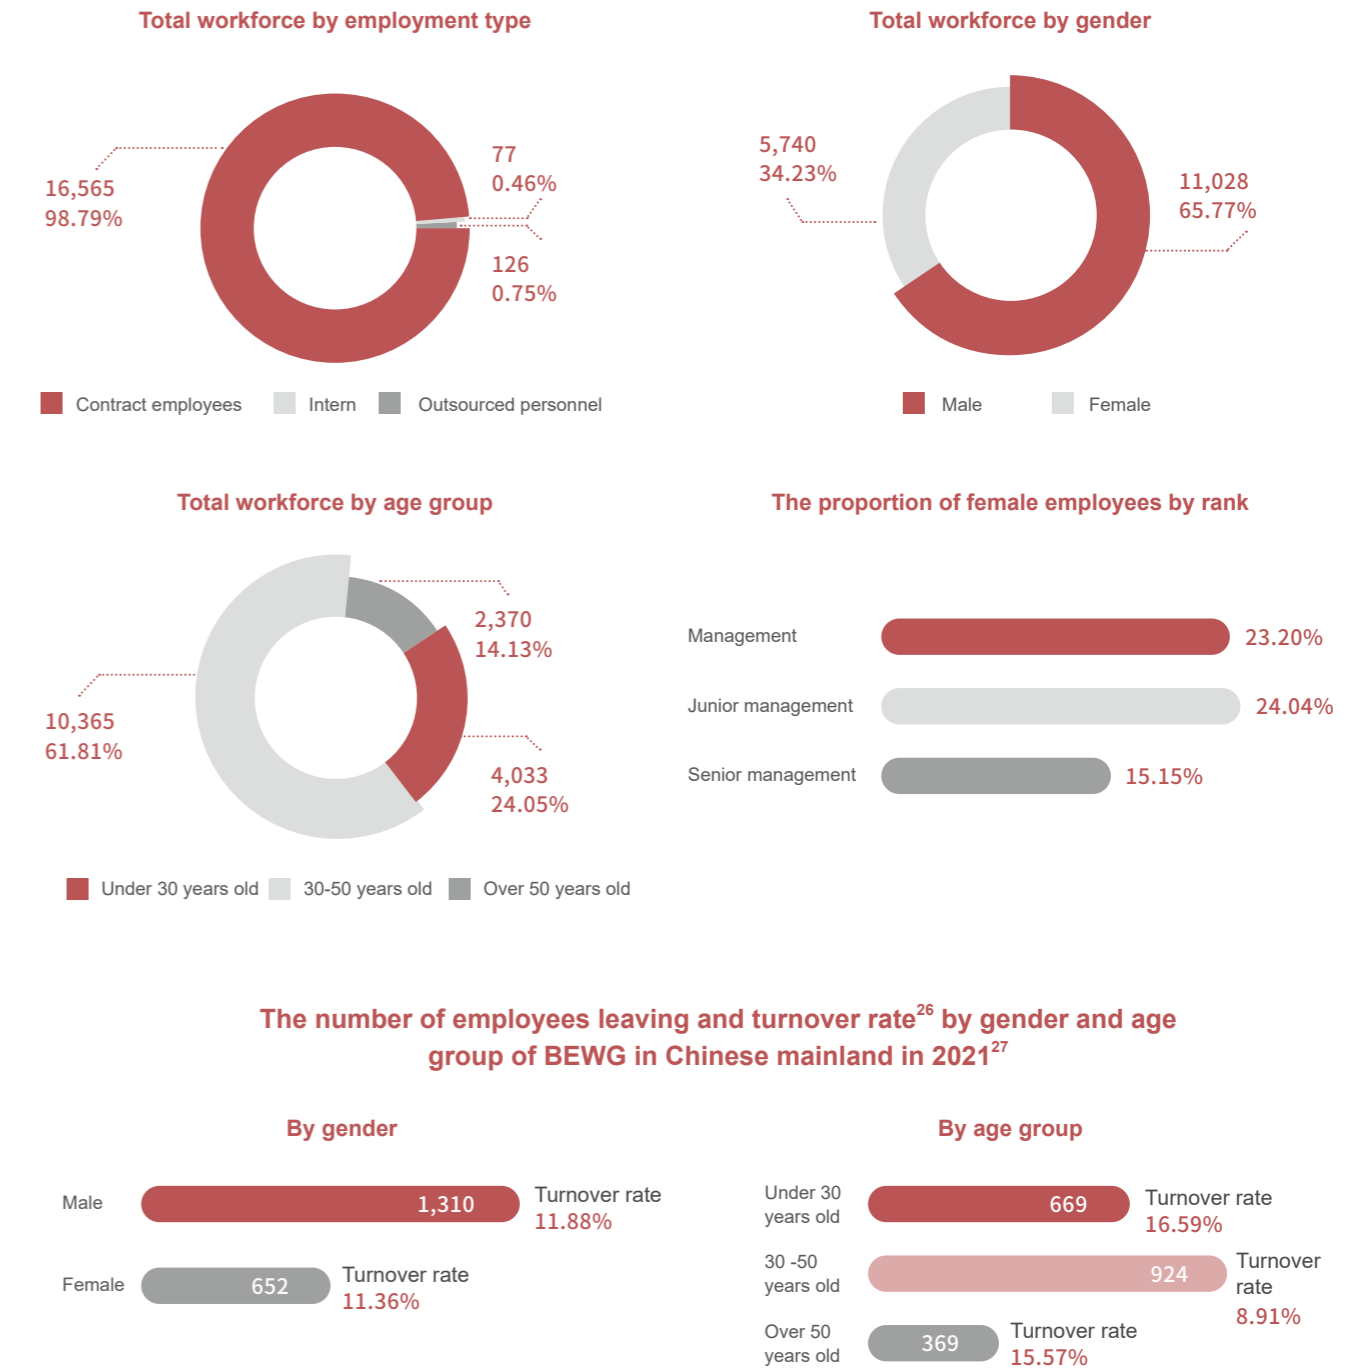 Total workforce by employment type
16,565
98.79%
77
0.46%
126
0.75%
Contract employees
Intern
Outsourced personnel
Total workforce by gender
5,740
34.23%
11,028
65.77%
Male
Female
Total workforce by age group
2,370
14.13%
10,365
61.81%
4,033
24.05%
Under 30 years old
30-50 years old
Over 50 years old
The proportion of female employees by rank
Management
23.20%
Junior management
24.04%
Senior management
15.15%
The number of employees leaving and turnover rate26 by gender and age
group of BEWG in Chinese mainland in 202127
By gender
Male
1,310
Turnover rate
11.88%
Female
652
Turnover rate
11.36%
By age group
Under 30
years old
669
Turnover rate
16.59%
30 -50
years old
924
Turnover
rate
8.91%
Over 50
years old
369
Turnover rate
15.57%